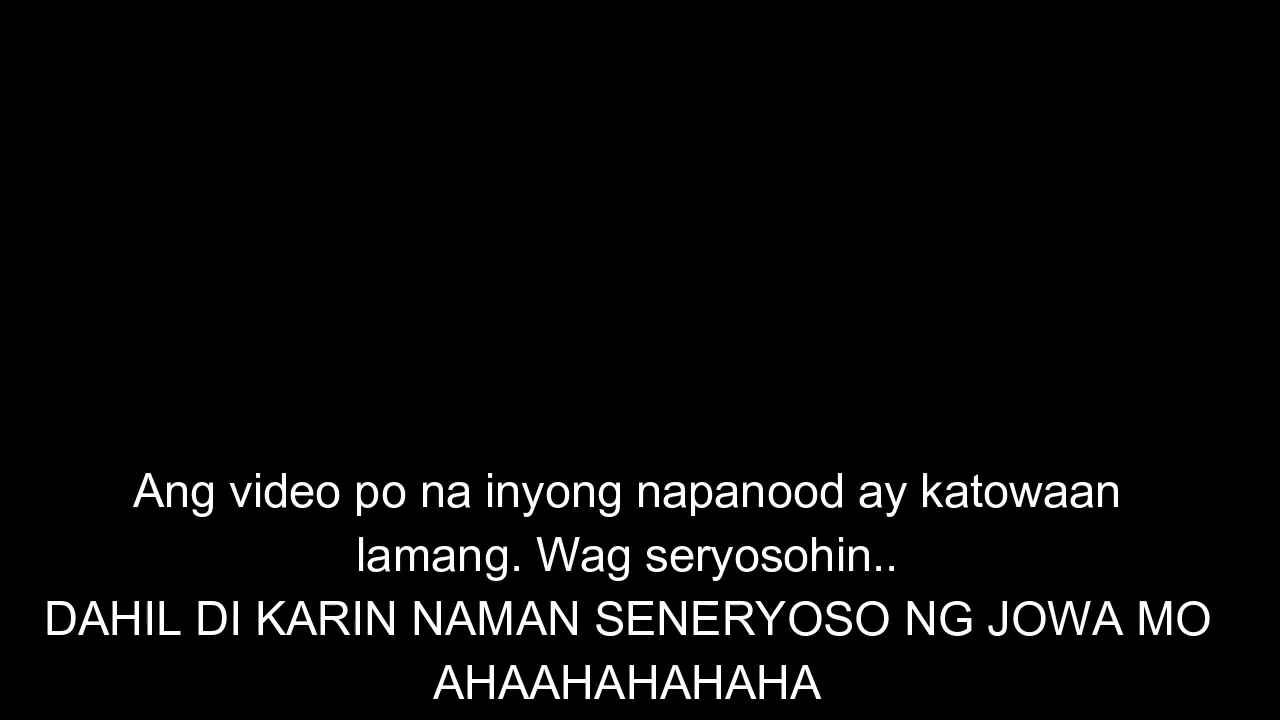 Ang video po na inyong napanood ay katowaan
lamang. Wag seryosohin..
DAHIL DI KARIN NAMAN SENERYOSO NG JOWA MO
AHAAHAHAHAHA